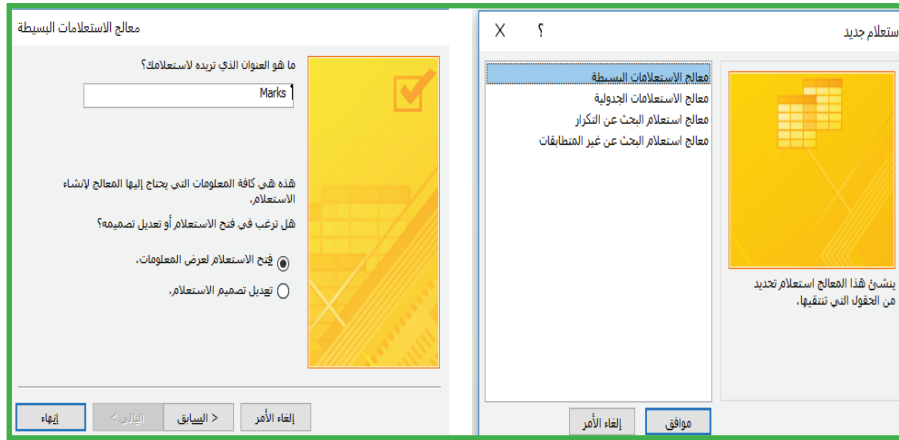 ستعلام جديد
؟
X
معالج الاستعلامات البسيطة
معالج الاستعلامات الجدولية
معالج استعلام البحث عن التكرار
معالج استعلام البحث عن غير المتطابقات
ينشئ هذا المعالج استعلام تحديد
من الحقول التي تنتقيها.
موافق
إلغاء الأمر
معالج الاستعلامات البسيطة
ما هو العنوان الذي تريده لاستعلامك؟
Marks
هذه هي كافة المعلومات التي يحتاج إليها المعالج لإنشاء
الاستعلام.
هل ترغب في فتح الاستعلام أو تعديل تصميمه؟
فتح الاستعلام لعرض المعلومات.
تعديل تصميم الاستعلام.
إلغاء الأمر
< السابق
التالي >
إنهاء